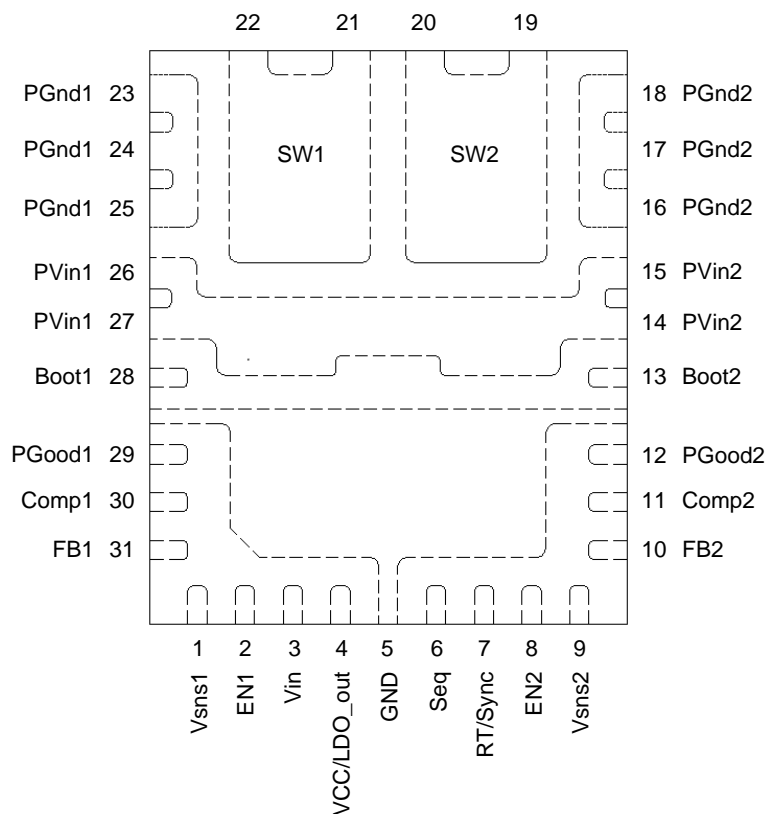 22 21 20 19
PGnd1 23 18 PGnd2
SW1 SW2
PGnd1 24 17 PGnd2
PGnd1 25 16 PGnd2
PVin1 26 15 PVin2
PVin1 27 14 PVin2
Boot1 28 13 Boot2
PGood1 29 12 PGood2
Comp1 30 11 Comp2
FB1 31 10 FB2
1 2 3 4 5 6 7 8 9
Vsns1
EN1
Vin
VCC/LDO_out
GND
Seq
RT/Sync
EN2
Vsns2